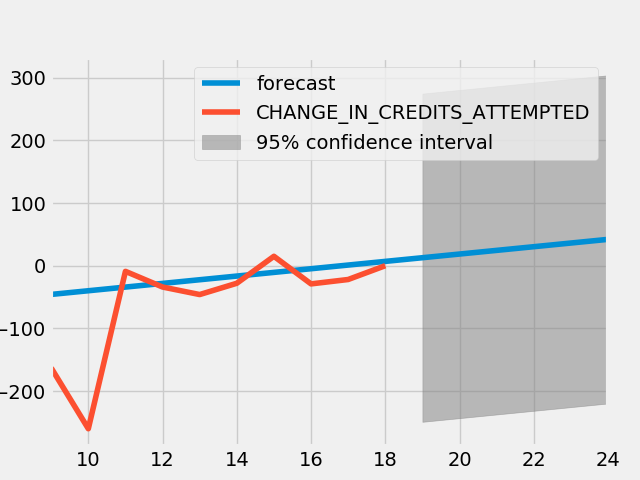 forecast
CHANGE_IN_CREDITS_ATTEMPTED
95% confidence interval
300
200
100
0
−100
−200
10 12 14 16 18 20 22 24